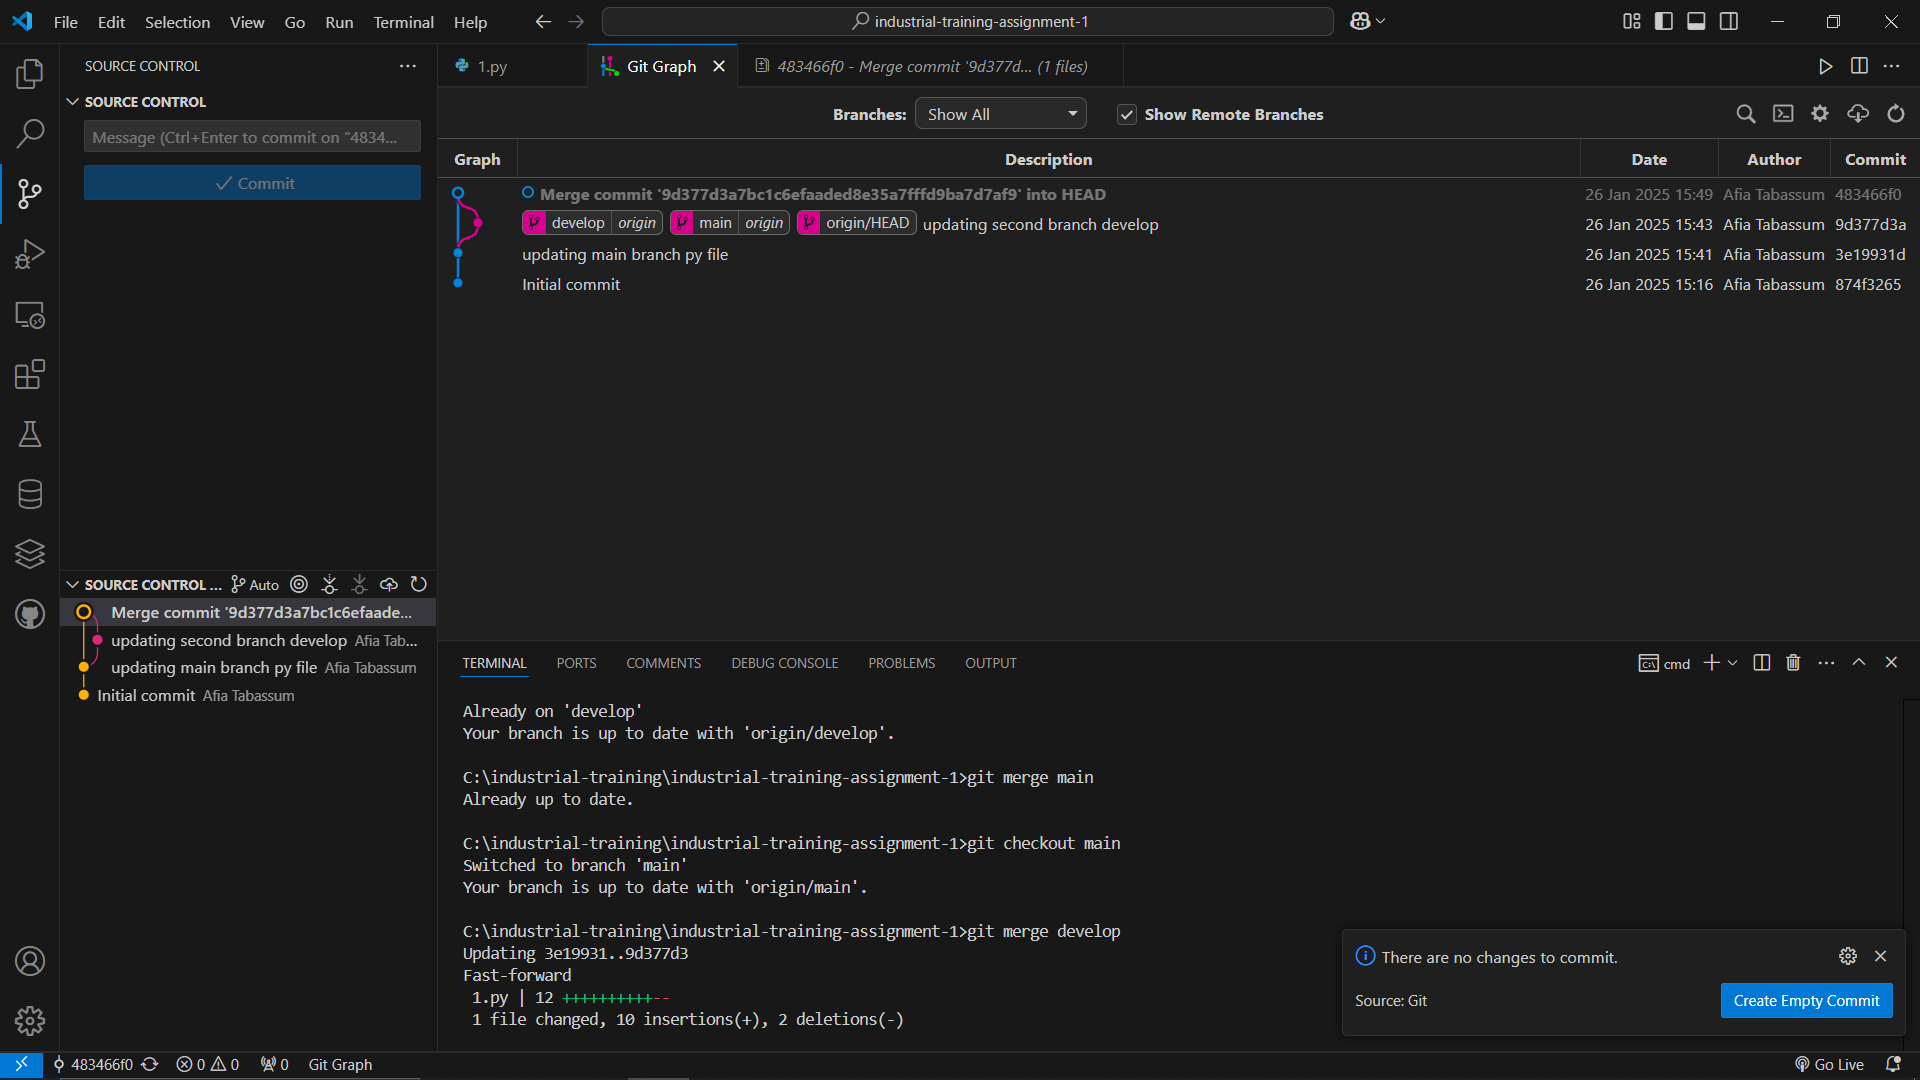 File Edit Selection View Go Run Terminal Help
industrial-training-assignment-1
SOURCE CONTROL
SOURCE CONTROL
Message (Ctrl+Enter to commit on "4834...
Commit
1.py
Git Graph
483466f0 - Merge commit '9d377d... (1 files)
Branches: Show All Show Remote Branches
Graph Description Date Author Commit
Merge commit '9d377d3a7bc1c6efaaded8e35a7fffd9ba7d7af9' into HEAD 26 Jan 2025 15:49 Afia Tabassum 483466f0
develop origin main origin origin/HEAD updating second branch develop 26 Jan 2025 15:43 Afia Tabassum 9d377d3a
updating main branch py file 26 Jan 2025 15:41 Afia Tabassum 3e19931d
Initial commit 26 Jan 2025 15:16 Afia Tabassum 874f3265
SOURCE CONTROL ... Auto
Merge commit '9d377d3a7bc1c6efaade...
updating second branch develop Afia Tab...
updating main branch py file Afia Tabassum
Initial commit Afia Tabassum
TERMINAL PORTS COMMENTS DEBUG CONSOLE PROBLEMS OUTPUT
cmd
Already on 'develop'
Your branch is up to date with 'origin/develop'.
C:\industrial-training\industrial-training-assignment-1>git merge main
Already up to date.
C:\industrial-training\industrial-training-assignment-1>git checkout main
Switched to branch 'main'
Your branch is up to date with 'origin/main'.
C:\industrial-training\industrial-training-assignment-1>git merge develop
Updating 3e19931..9d377d3
Fast-forward
1.py | 12 ++++++++++--
1 file changed, 10 insertions(+), 2 deletions(-)
There are no changes to commit.
Source: Git
Create Empty Commit
483466f0 0 0 0 Git Graph
Go Live